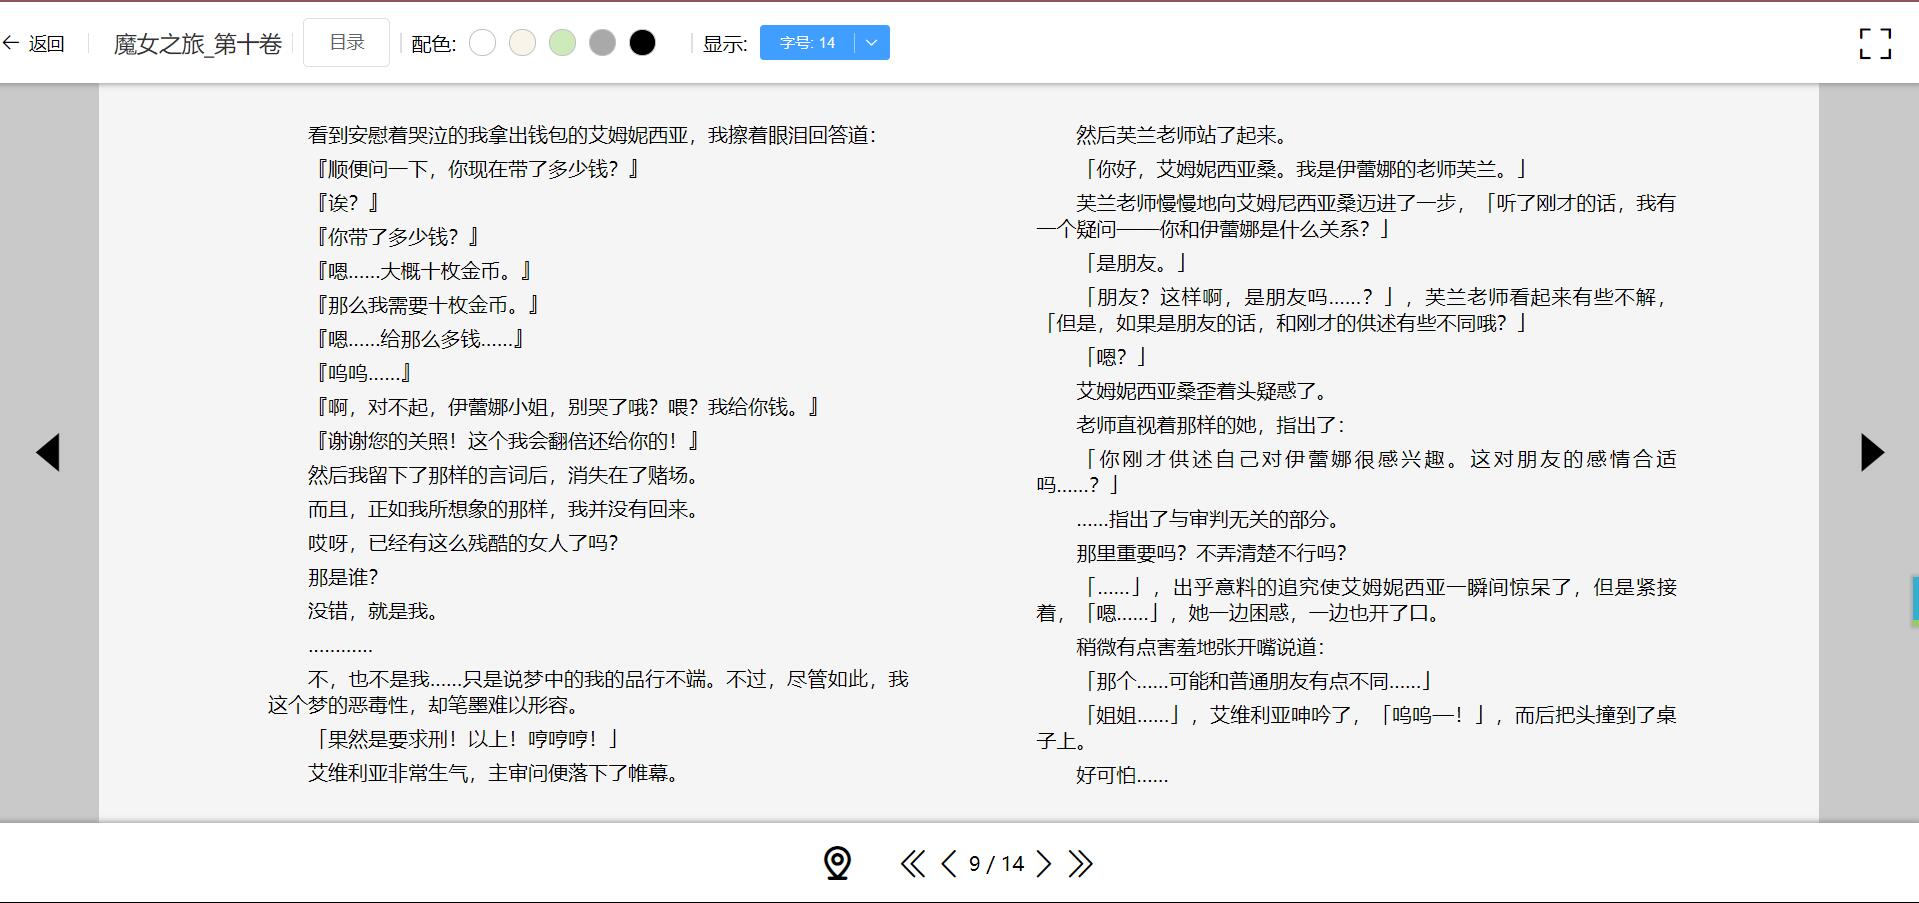 返回
魔女之旅_第十卷
目录
配色:
显示:
字号: 14
看到安慰着哭泣的我拿出钱包的艾姆妮西亚，我擦着眼泪回答道：
『顺便问一下，你现在带了多少钱？』
『诶？』
『你带了多少钱？』
『嗯......大概十枚金币。』
『那么我需要十枚金币。』
『嗯......给那么多钱......』
『呜呜......』
『啊，对不起，伊蕾娜小姐，别哭了哦？喂？我给你钱。』
『谢谢您的关照！这个我会翻倍还给你的！』
然后我留下了那样的言词后，消失在了赌场。
而且，正如我所想象的那样，我并没有回来。
哎呀，已经有这么残酷的女人了吗？
那是谁？
没错，就是我。
............
不，也不是我......只是说梦中的我的品行不端。不过，尽管如此，我
这个梦的恶毒性，却笔墨难以形容。
「果然是要求刑！以上！哼哼哼！」
艾维利亚非常生气，主审问便落下了帷幕。
然后芙兰老师站了起来。
「你好，艾姆妮西亚桑。我是伊蕾娜的老师芙兰。」
芙兰老师慢慢地向艾姆尼西亚桑迈进了一步，「听了刚才的话，我有
一个疑问——你和伊蕾娜是什么关系？」
「是朋友。」
「朋友？这样啊，是朋友吗......？」，芙兰老师看起来有些不解，
「但是，如果是朋友的话，和刚才的供述有些不同哦？」
「嗯？」
艾姆妮西亚桑歪着头疑惑了。
老师直视着那样的她，指出了：
「你刚才供述自己对伊蕾娜很感兴趣。这对朋友的感情合适
吗......？」
......指出了与审判无关的部分。
那里重要吗？不弄清楚不行吗？
「......」，出乎意料的追究使艾姆妮西亚一瞬间惊呆了，但是紧接
着，「嗯......」，她一边困惑，一边也开了口。
稍微有点害羞地张开嘴说道：
「那个......可能和普通朋友有点不同......」
「姐姐......」，艾维利亚呻吟了，「呜呜—！」，而后把头撞到了桌
子上。
好可怕......
9 / 14